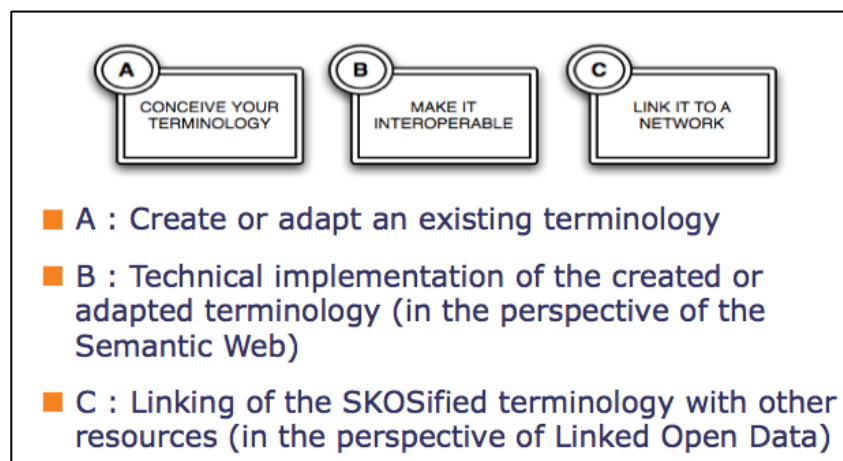 A
CONCEIVE YOUR
TERMINOLOGY
B
MAKE IT
INTEROPERABLE
C
LINK IT TO A
NETWORK
A : Create or adapt an existing terminology
B : Technical implementation of the created or
adapted terminology (in the perspective of the
Semantic Web)
C : Linking of the SKOSified terminology with other
resources (in the perspective of Linked Open Data)